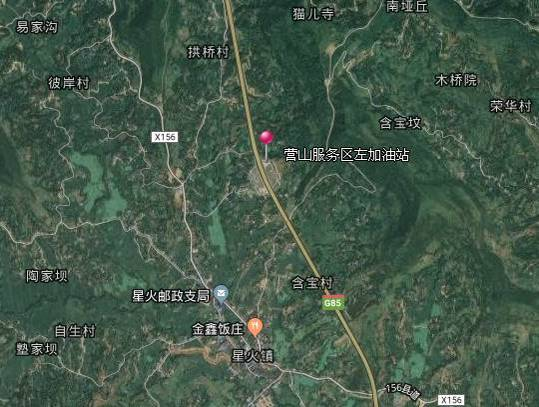 南垭丘
猫儿寺
易家沟
拱桥村
彼岸村
木桥院
荣华村
含宝坟
X156
营山服务区左加油站
陶家坝
含宝村
星火邮政支局
G85
自生村
金鑫饭庄
塾家坝
星火镇
156县道
X156